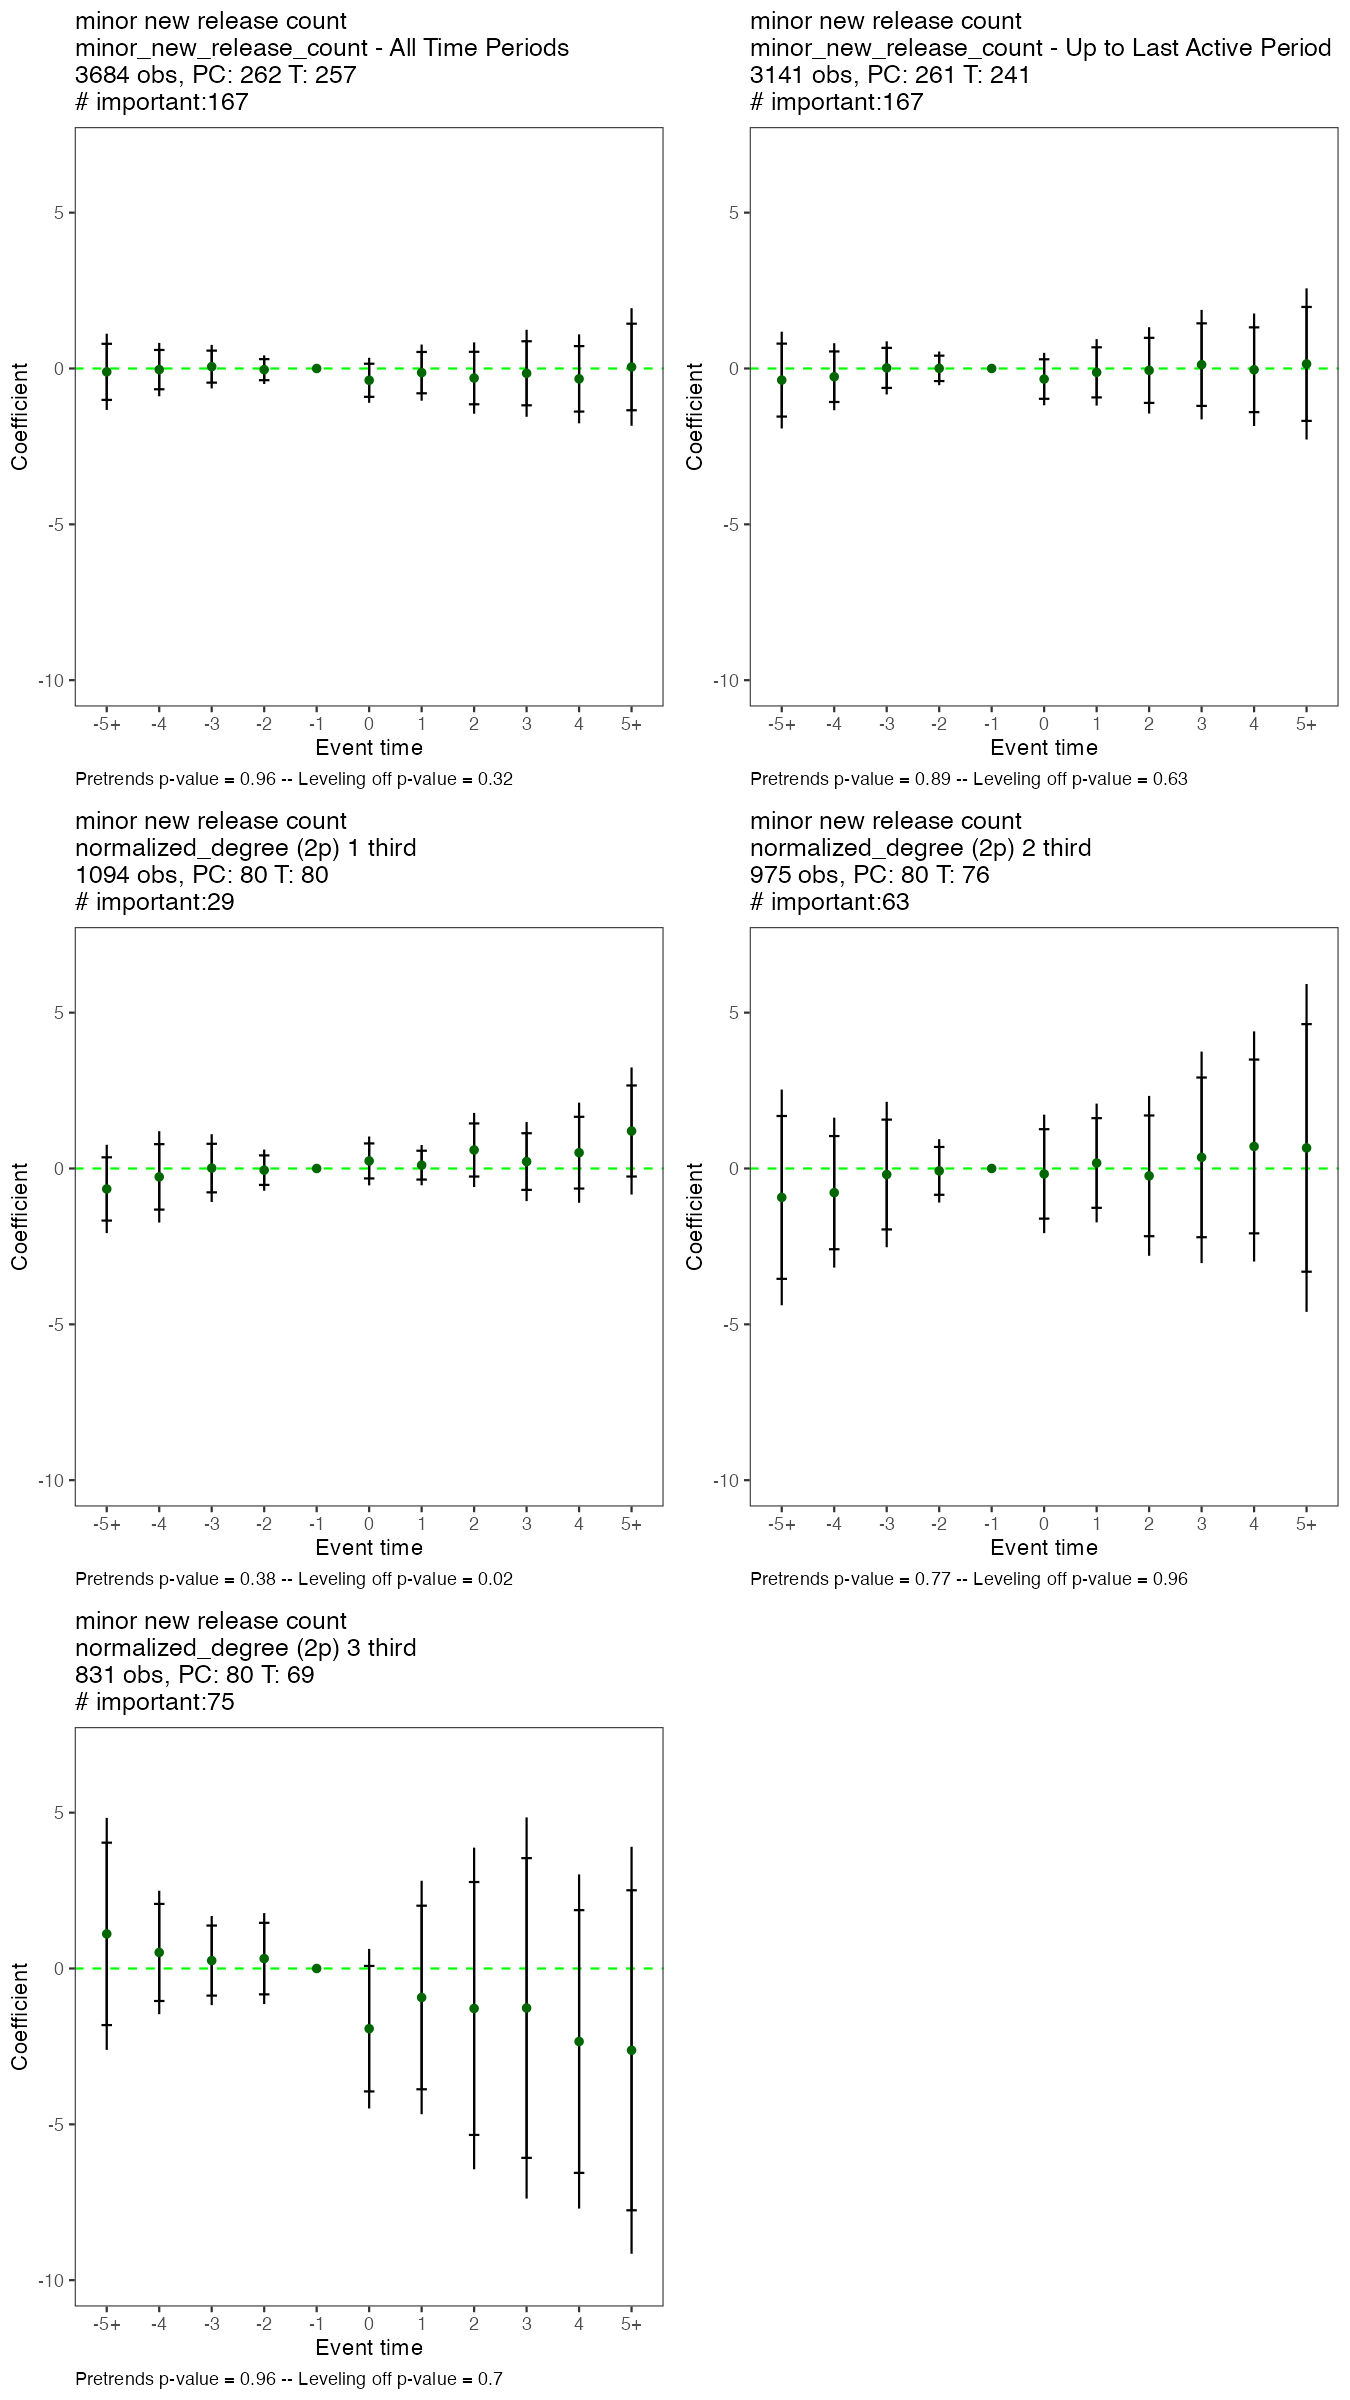 minor new release count
minor_new_release_count - All Time Periods
3684 obs, PC: 262 T: 257
# important:167
5
0
-5
-10
Coefficient
-5+ -4 -3 -2 -1 0 1 2 3 4 5+
Event time
Pretrends p-value = 0.96 -- Leveling off p-value = 0.32
minor new release count
minor_new_release_count - Up to Last Active Period
3141 obs, PC: 261 T: 241
# important:167
5
0
-5
-10
Coefficient
-5+ -4 -3 -2 -1 0 1 2 3 4 5+
Event time
Pretrends p-value = 0.89 -- Leveling off p-value = 0.63
minor new release count
normalized_degree (2p) 1 third
1094 obs, PC: 80 T: 80
# important:29
5
0
-5
-10
Coefficient
-5+ -4 -3 -2 -1 0 1 2 3 4 5+
Event time
Pretrends p-value = 0.38 -- Leveling off p-value = 0.02
minor new release count
normalized_degree (2p) 2 third
975 obs, PC: 80 T: 76
# important:63
5
0
-5
-10
Coefficient
-5+ -4 -3 -2 -1 0 1 2 3 4 5+
Event time
Pretrends p-value = 0.77 -- Leveling off p-value = 0.96
minor new release count
normalized_degree (2p) 3 third
831 obs, PC: 80 T: 69
# important:75
5
0
-5
-10
Coefficient
-5+ -4 -3 -2 -1 0 1 2 3 4 5+
Event time
Pretrends p-value = 0.96 -- Leveling off p-value = 0.7